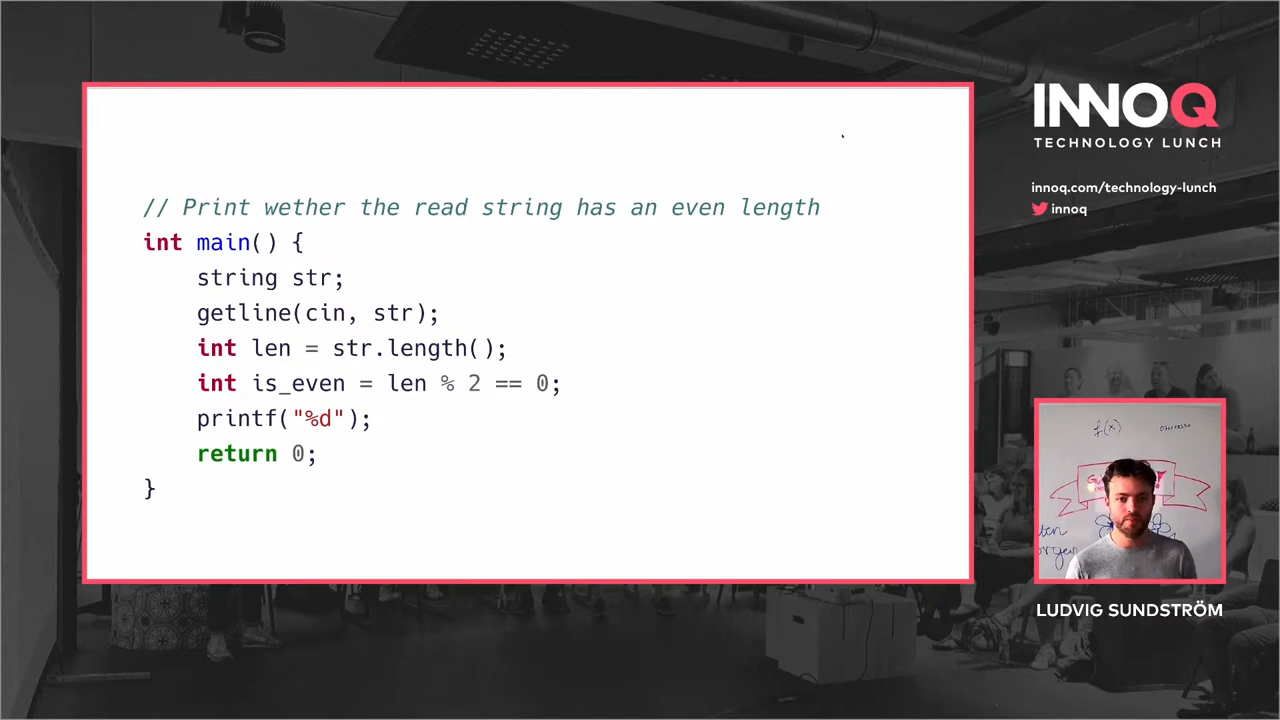 // Print wether the read string has an even length
int main() {
    string str;
    getline(cin, str);
    int len = str.length();
    int is_even = len % 2 == 0;
    printf("%d");
    return 0;
}
INNOQ
TECHNOLOGY LUNCH
innoq.com/technology-lunch
innoq
f(x)
LUDVIG SUNDSTRÖM